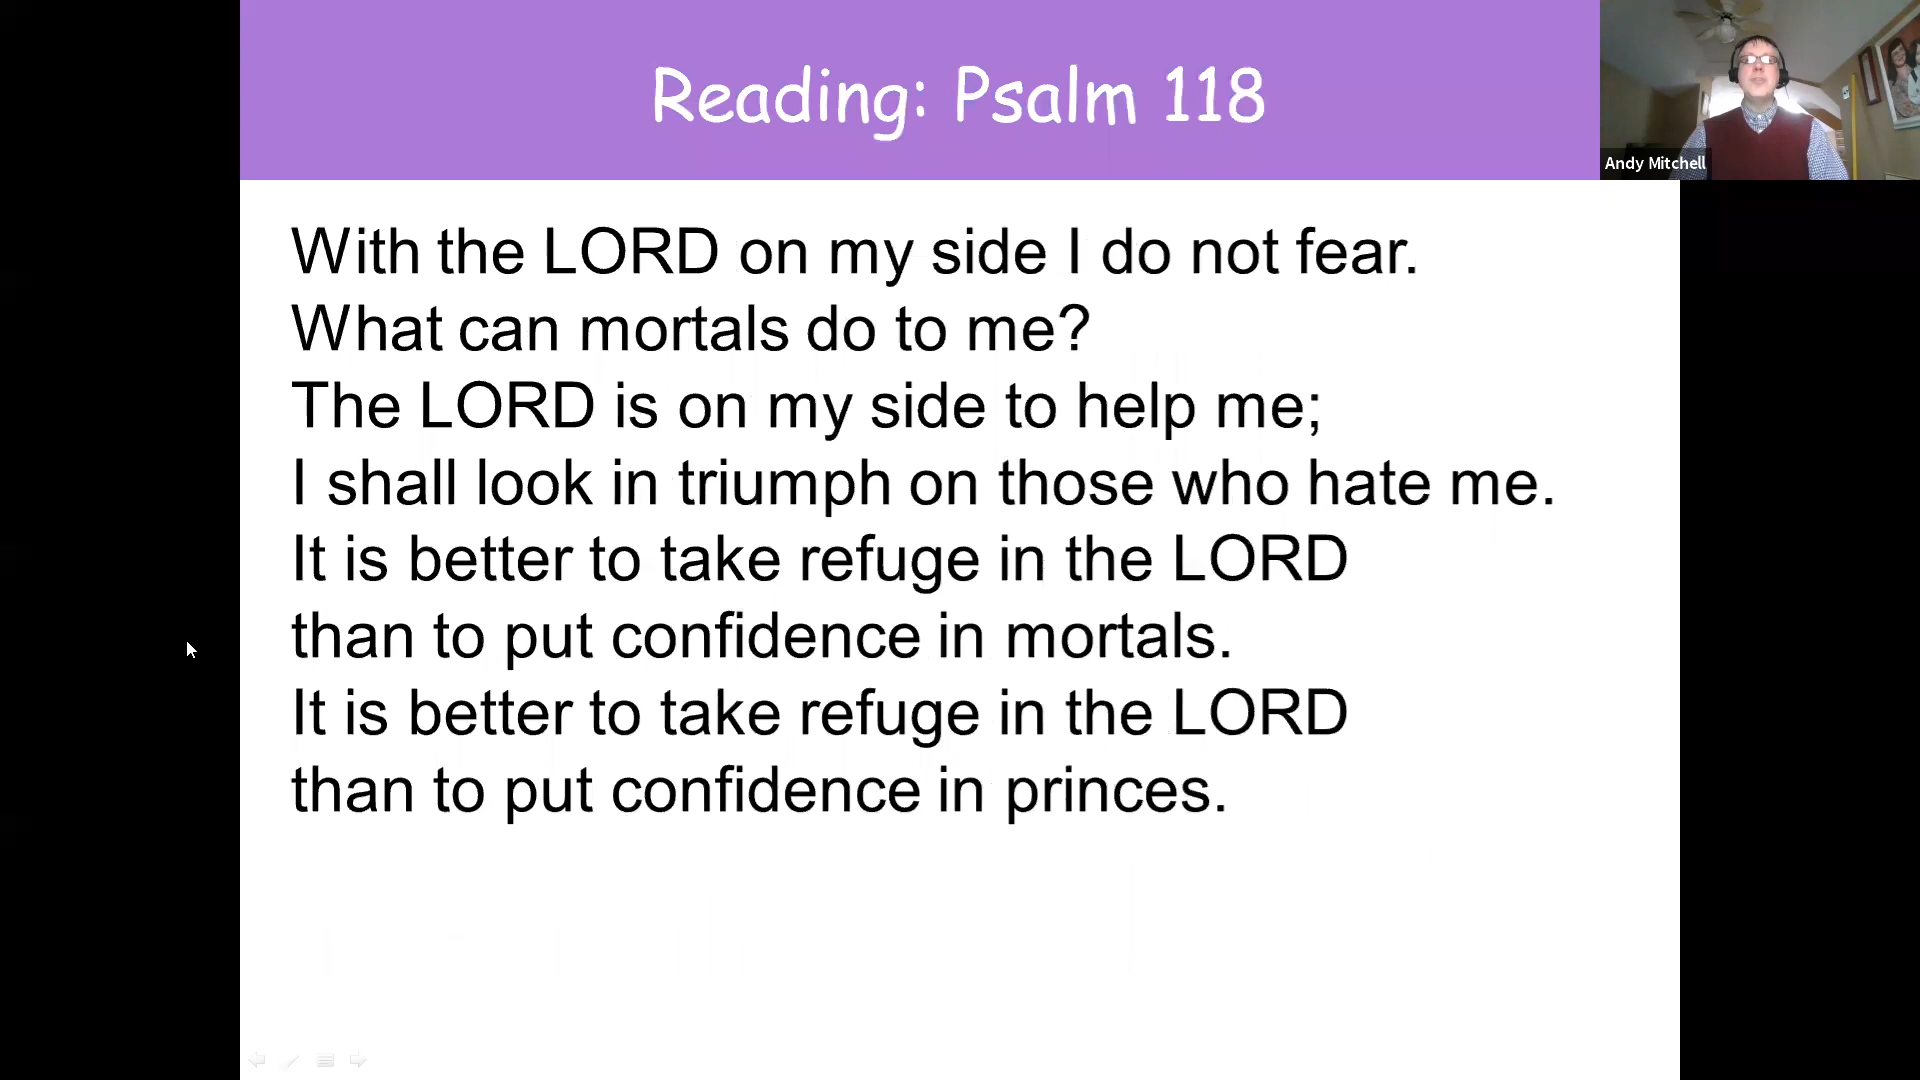 Reading: Psalm 118
Andy Mitchell
With the LORD on my side I do not fear.
What can mortals do to me?
The LORD is on my side to help me;
I shall look in triumph on those who hate me.
It is better to take refuge in the LORD
than to put confidence in mortals.
It is better to take refuge in the LORD
than to put confidence in princes.